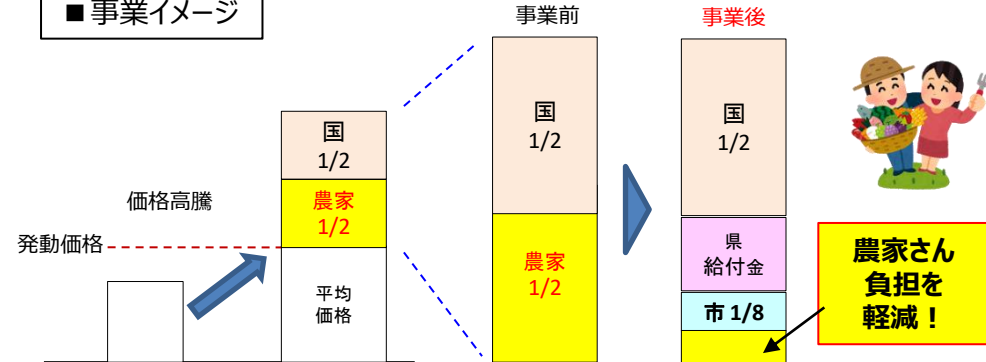 ■事業イメージ
価格高騰
発動価格
国
1/2
農家
1/2
平均
価格
事業前
国
1/2
農家
1/2
事業後
国
1/2
県
給付金
市 1/8
農家さん
負担を
軽減！